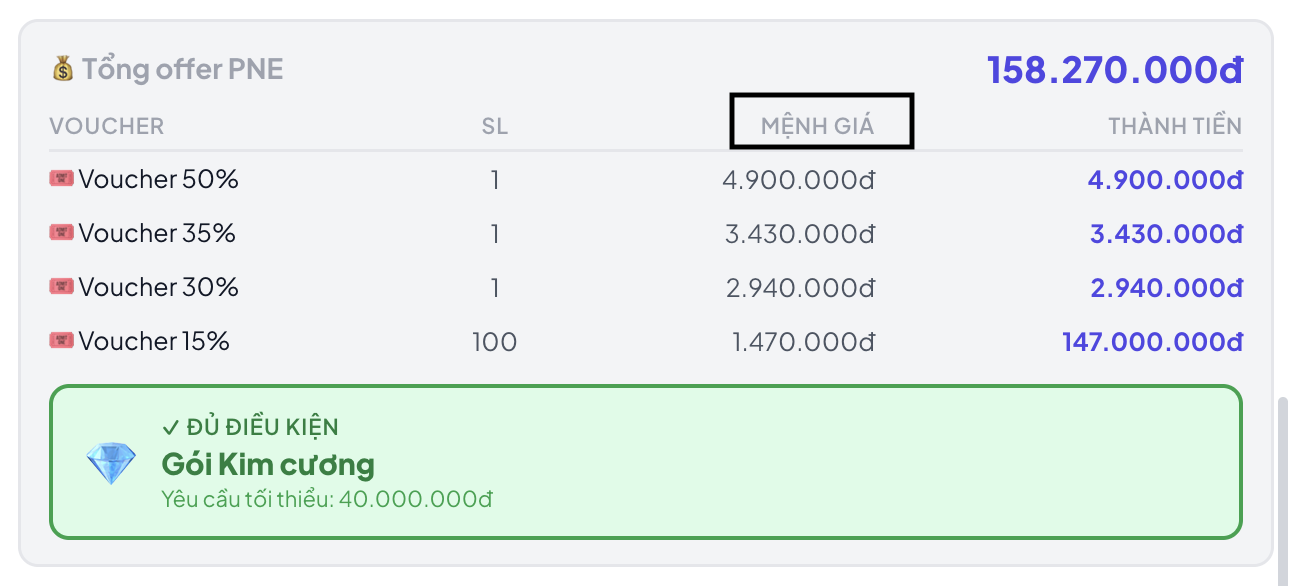 Tổng offer PNE 158.270.000đ
VOUCHER SL MỆNH GIÁ THÀNH TIỀN
Voucher 50% 1 4.900.000đ 4.900.000đ
Voucher 35% 1 3.430.000đ 3.430.000đ
Voucher 30% 1 2.940.000đ 2.940.000đ
Voucher 15% 100 1.470.000đ 147.000.000đ
✓ ĐỦ ĐIỀU KIỆN
Gói Kim cương
Yêu cầu tối thiểu: 40.000.000đ